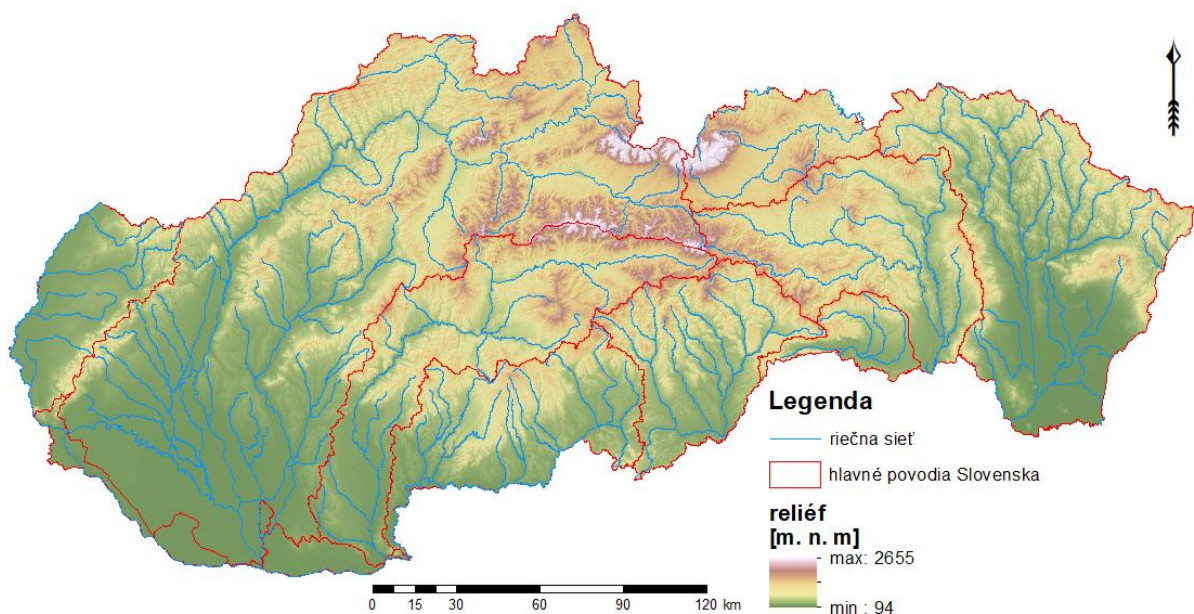 Legenda
riečna sieť
hlavné povodia Slovenska
reliéf
[m. n. m]
max: 2655
min : 94
0 15 30 60 90 120 km